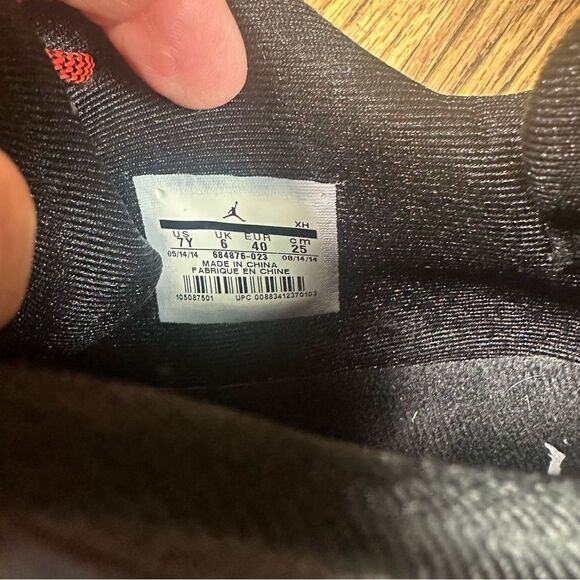 XH
US UK EUR cm
7Y 6 40 25
05/14/14 684876-023 08/14/14
MADE IN CHINA
FABRIQUE EN CHINE
105087501 UPC 00883412370103